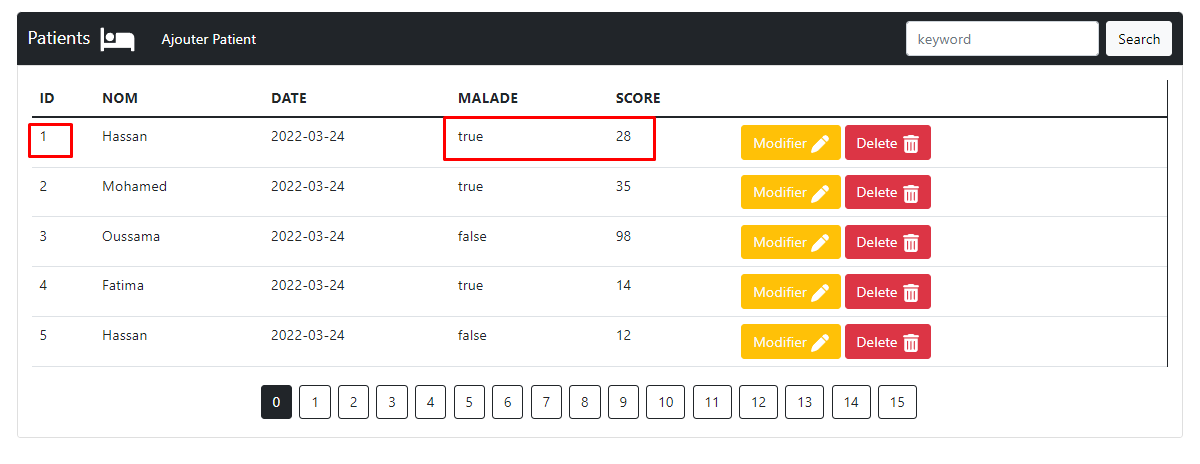 Patients Ajouter Patient keyword Search
ID NOM DATE MALADE SCORE
1 Hassan 2022-03-24 true 28 Modifier Delete
2 Mohamed 2022-03-24 true 35 Modifier Delete
3 Oussama 2022-03-24 false 98 Modifier Delete
4 Fatima 2022-03-24 true 14 Modifier Delete
5 Hassan 2022-03-24 false 12 Modifier Delete
0 1 2 3 4 5 6 7 8 9 10 11 12 13 14 15